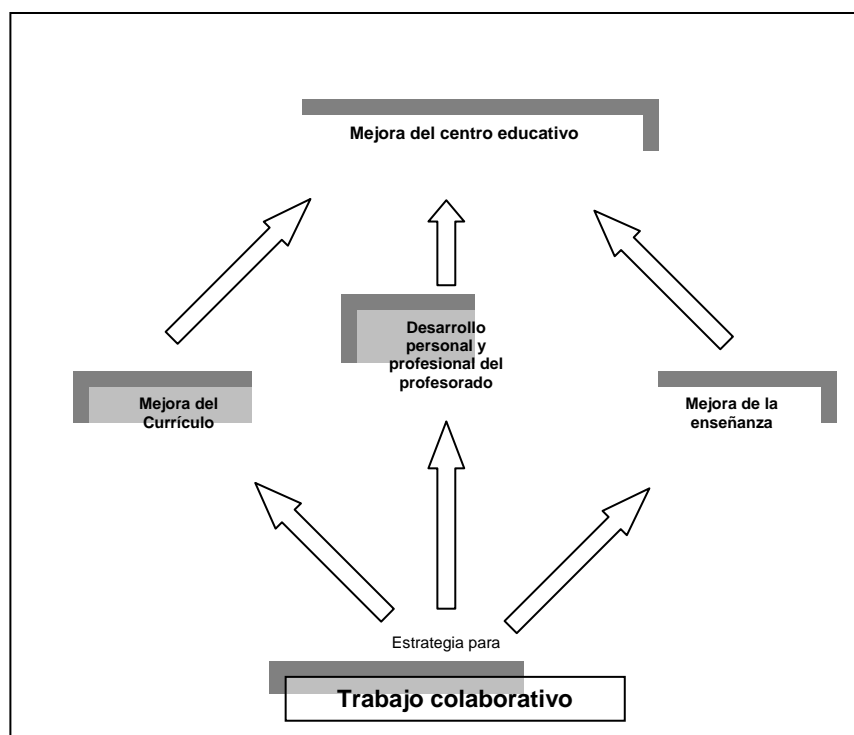 Mejora del centro educativo
Desarrollo
personal y
profesional del
profesorado
Mejora del
Currículo
Mejora de la
enseñanza
Estrategia para
Trabajo colaborativo